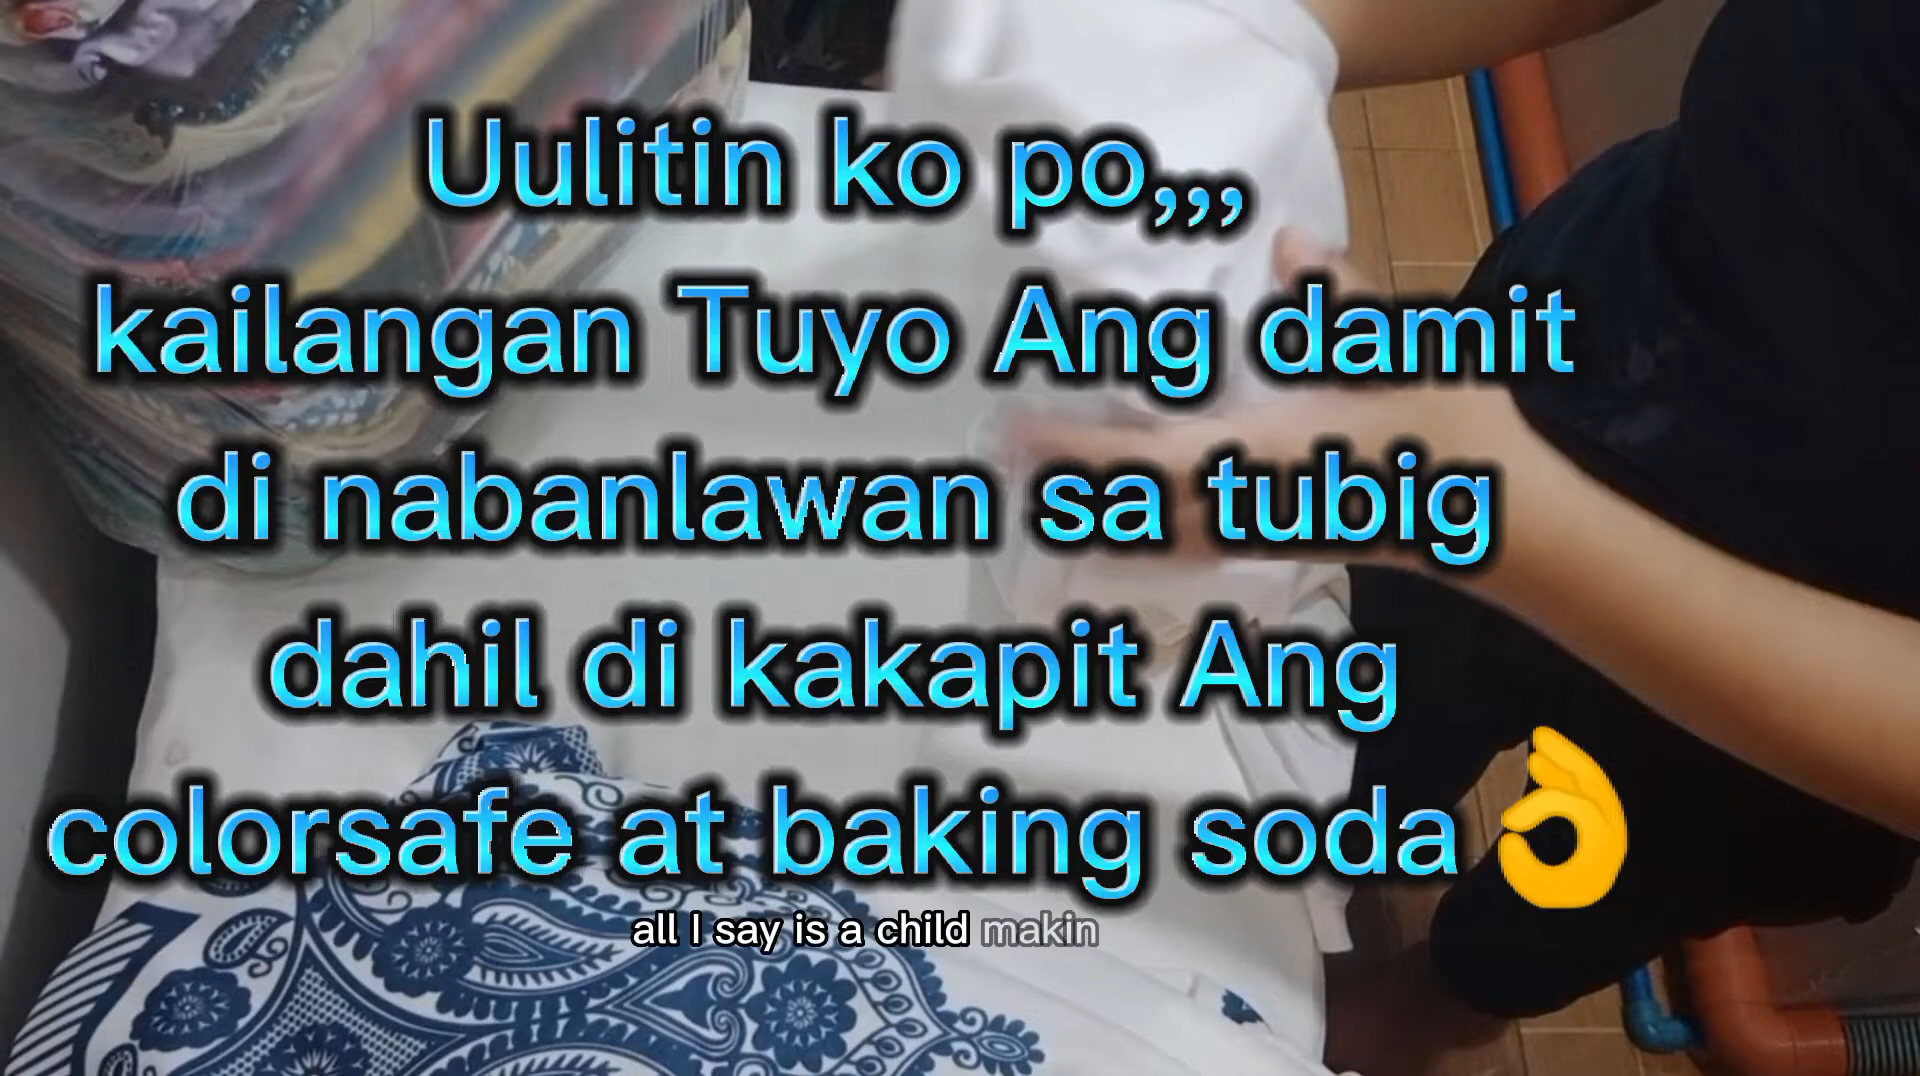 Uulitin ko po,,,
kailangan Tuyo Ang damit
di nabanlawan sa tubig
dahil di kakapit Ang
colorsafe at baking soda👌
all I say is a child makin